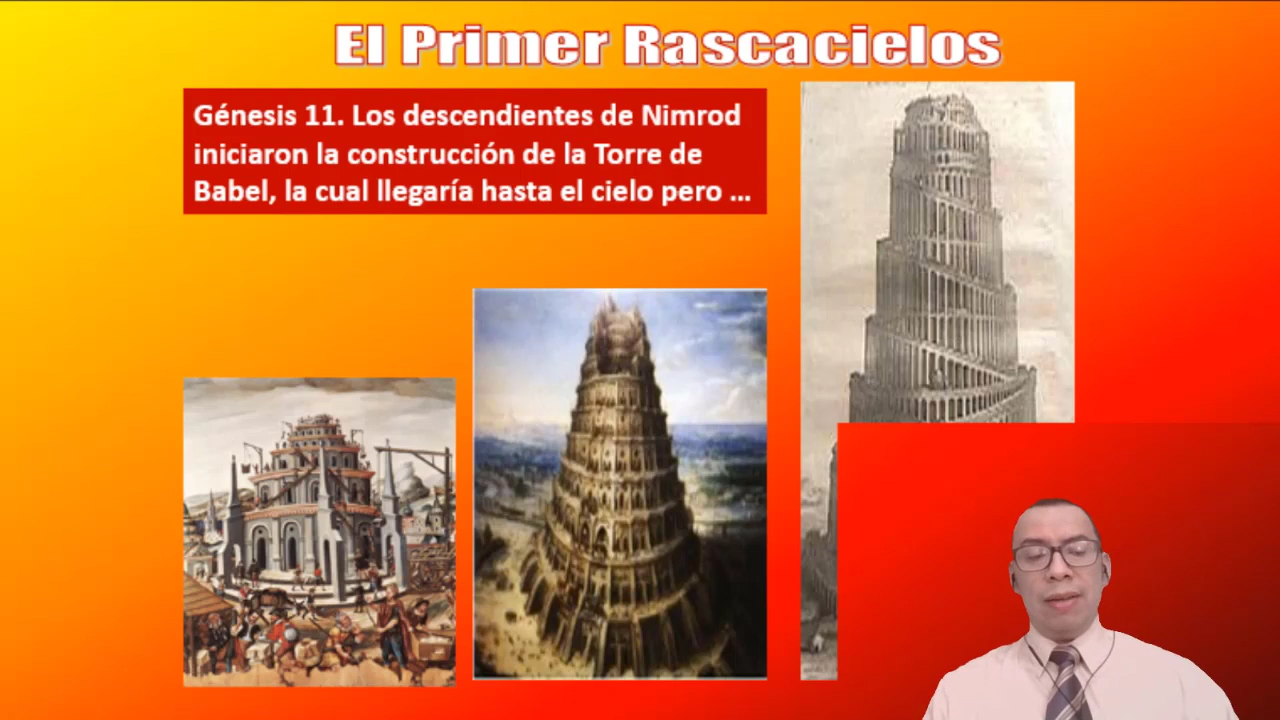 El Primer Rascacielos
Génesis 11. Los descendientes de Nimrod
iniciaron la construcción de la Torre de
Babel, la cual llegaría hasta el cielo pero ...